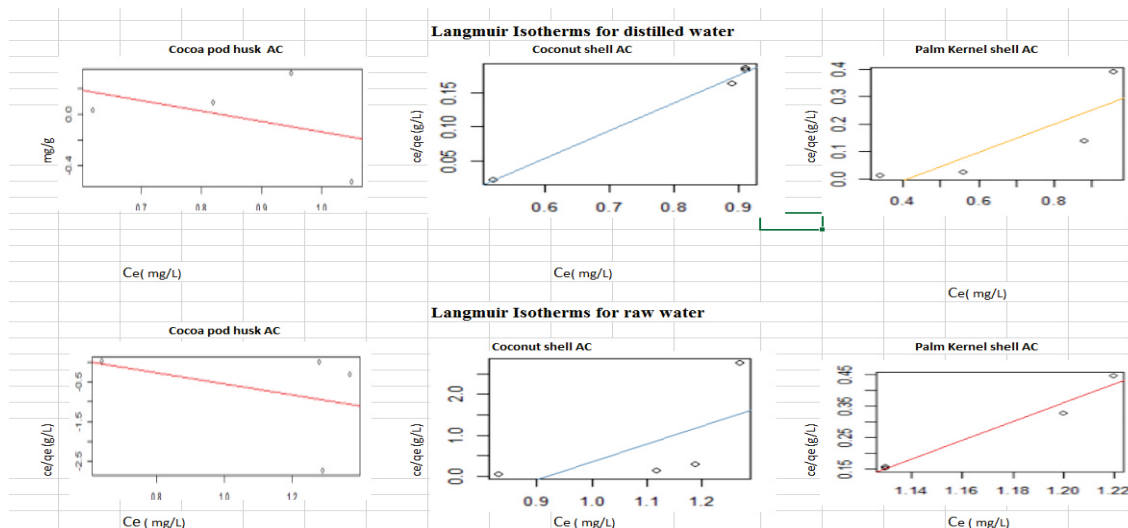 Langmuir Isotherms for distilled water
Cocoa pod husk AC
Coconut shell AC
Palm Kernel shell AC
mg/g
0.0
-0.4
0.7
0.8
0.9
1.0
Ce( mg/L)
ce/qe(g/L)
0.15
0.10
0.05
0.6
0.7
0.8
0.9
Ce( mg/L)
ce/qe(g/L)
0.4
0.3
0.2
0.1
0.0
0.4
0.6
0.8
Ce( mg/L)
Langmuir Isotherms for raw water
Cocoa pod husk AC
Coconut shell AC
Palm Kernel shell AC
ce/qe(g/L)
-0.5
-1.5
-2.5
0.8
1.0
1.2
Ce ( mg/L)
ce/qe(g/L)
2.0
1.0
0.0
0.9
1.0
1.1
1.2
Ce( mg/L)
ce/qe(g/L)
0.45
0.35
0.25
0.15
1.14
1.16
1.18
1.20
1.22
Ce ( mg/L)